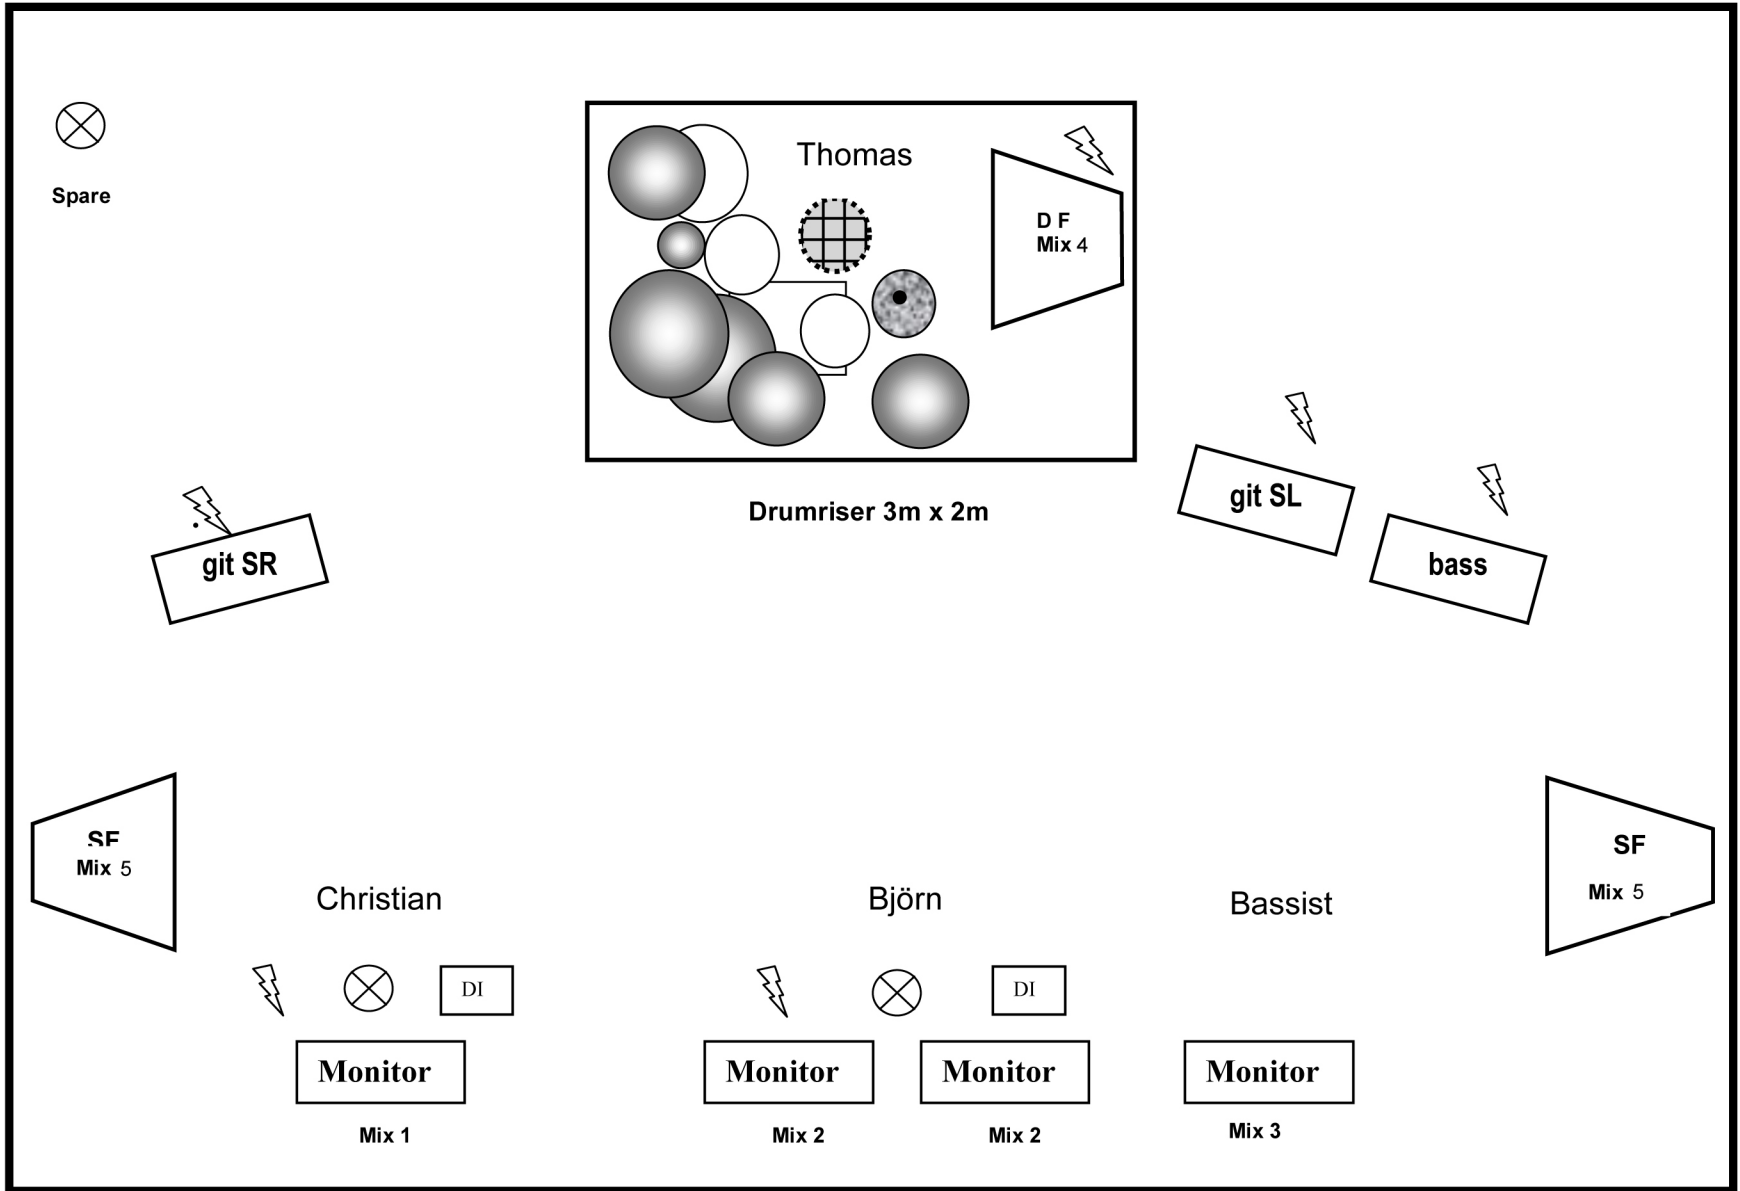 Spare
Thomas
D F
Mix 4
Drumriser 3m x 2m
git SL
bass
git SR
SF
Mix 5
SF
Mix 5
Christian
Björn
Bassist
DI
DI
Monitor
Monitor
Monitor
Monitor
Mix 1
Mix 2
Mix 2
Mix 3